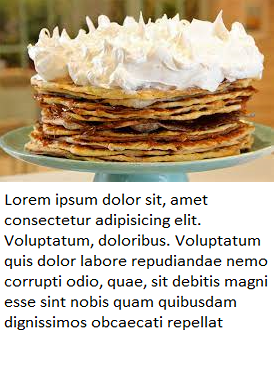 Lorem ipsum dolor sit, amet
consectetur adipisicing elit.
Voluptatum, doloribus. Voluptatum
quis dolor labore repudiandae nemo
corrupti odio, quae, sit debitis magni
esse sint nobis quam quibusdam
dignissimos obcaecati repellat